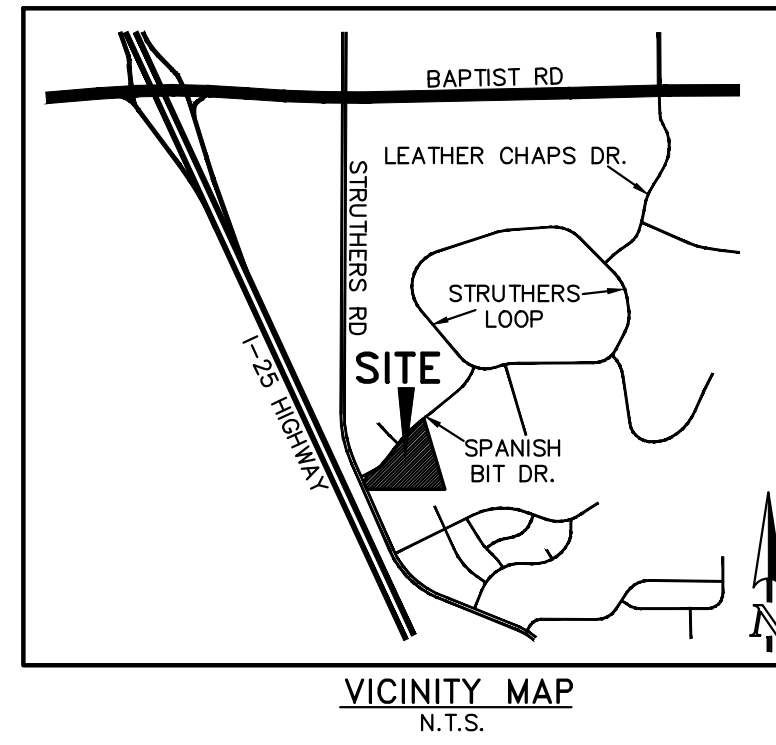 BAPTIST RD
LEATHER CHAPS DR.
STRUTHERS RD
STRUTHERS
LOOP
I-25 HIGHWAY
SITE
SPANISH
BIT DR.
N
VICINITY MAP
N.T.S.